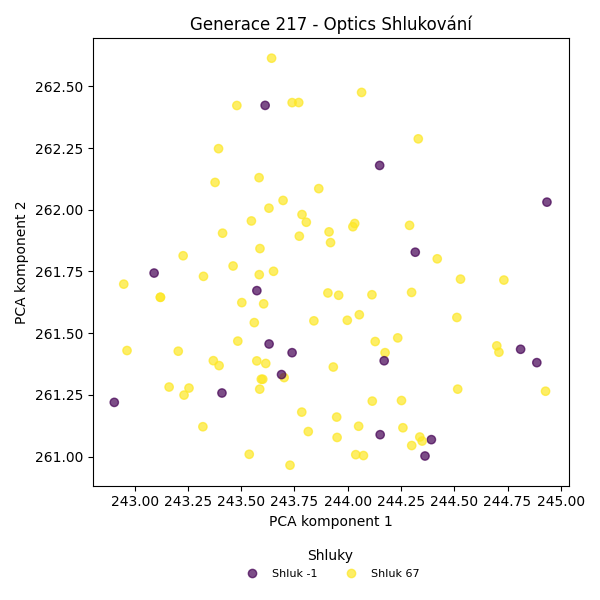 Generace 217 - Optics Shlukování
PCA komponent 2
262.50
262.25
262.00
261.75
261.50
261.25
261.00
243.00 243.25 243.50 243.75 244.00 244.25 244.50 244.75 245.00
PCA komponent 1
Shluky
Shluk -1 Shluk 67